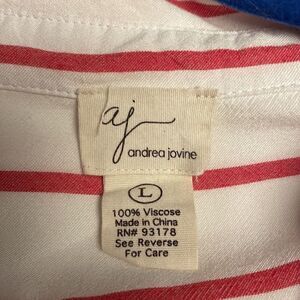 aj
andrea jovine
L
100% Viscose
Made in China
RN# 93178
See Reverse
For Care